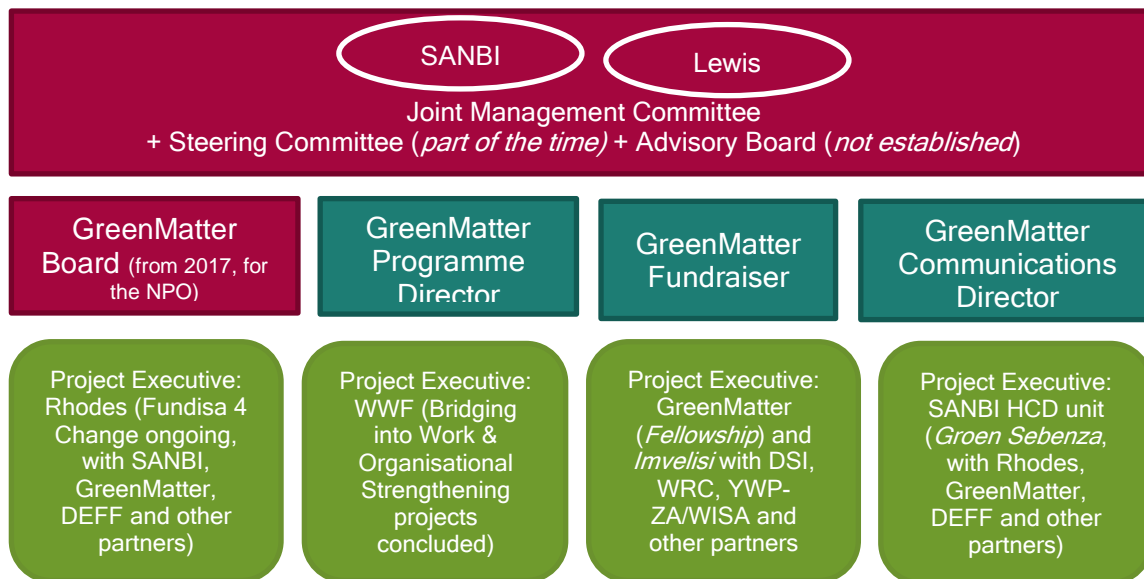 SANBI
Lewis
Joint Management Committee
+ Steering Committee (part of the time) + Advisory Board (not established)
GreenMatter
Board (from 2017, for
the NPO)
GreenMatter
Programme
Director
GreenMatter
Fundraiser
GreenMatter
Communications
Director
Project Executive:
Rhodes (Fundisa 4
Change ongoing,
with SANBI,
GreenMatter,
DEFF and other
partners)
Project Executive:
WWF (Bridging
into Work &
Organisational
Strengthening
projects
concluded)
Project Executive:
GreenMatter
(Fellowship) and
Imvelisi with DSI,
WRC, YWP-
ZA/WISA and
other partners
Project Executive:
SANBI HCD unit
(Groen Sebenza,
with Rhodes,
GreenMatter,
DEFF and other
partners)